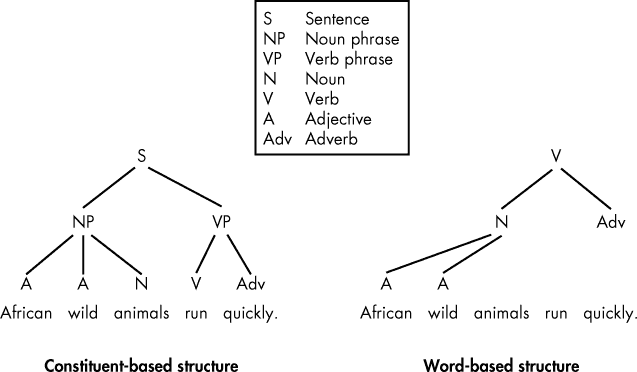 S Sentence
NP Noun phrase
VP Verb phrase
N Noun
V Verb
A Adjective
Adv Adverb
S
NP VP
A A N V Adv
African wild animals run quickly.
Constituent-based structure
V
N Adv
A A
African wild animals run quickly.
Word-based structure